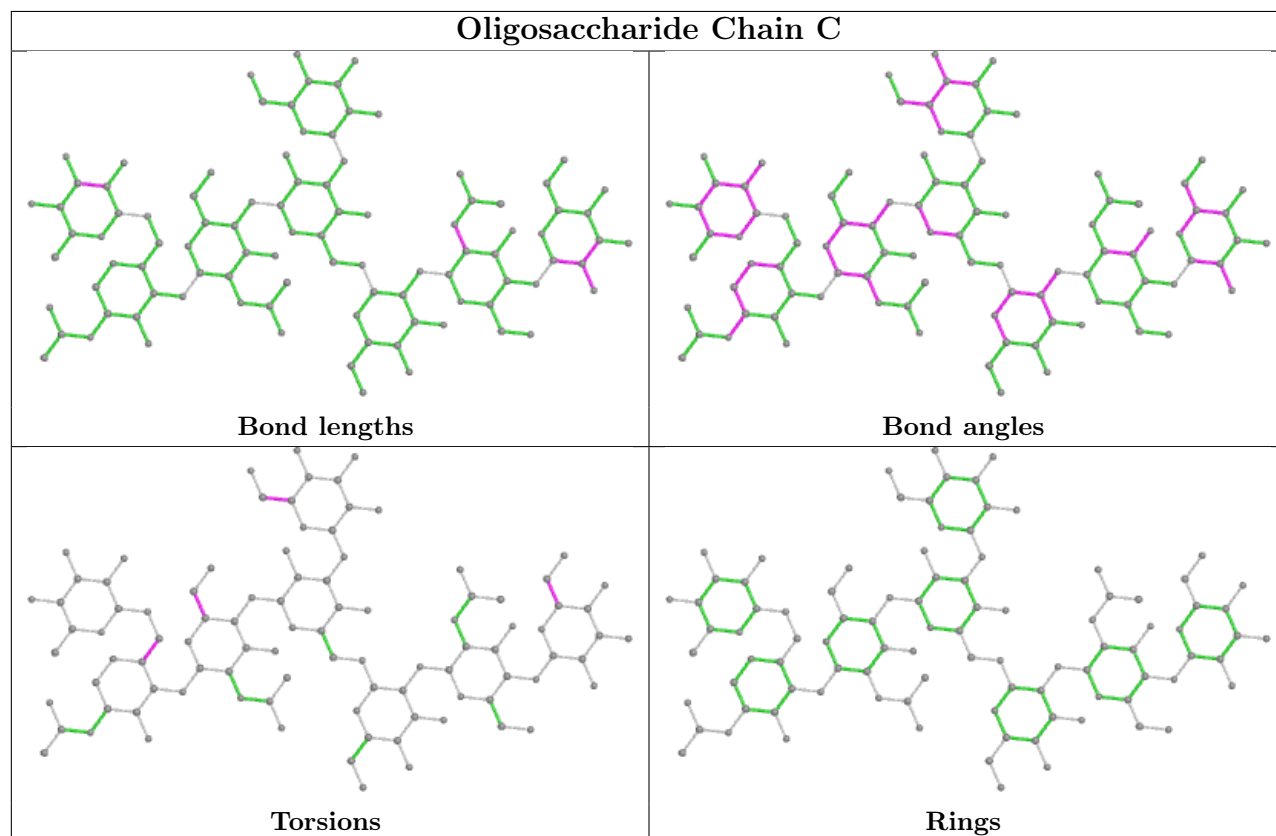 Oligosaccharide Chain C
Bond lengths
Bond angles
Torsions
Rings